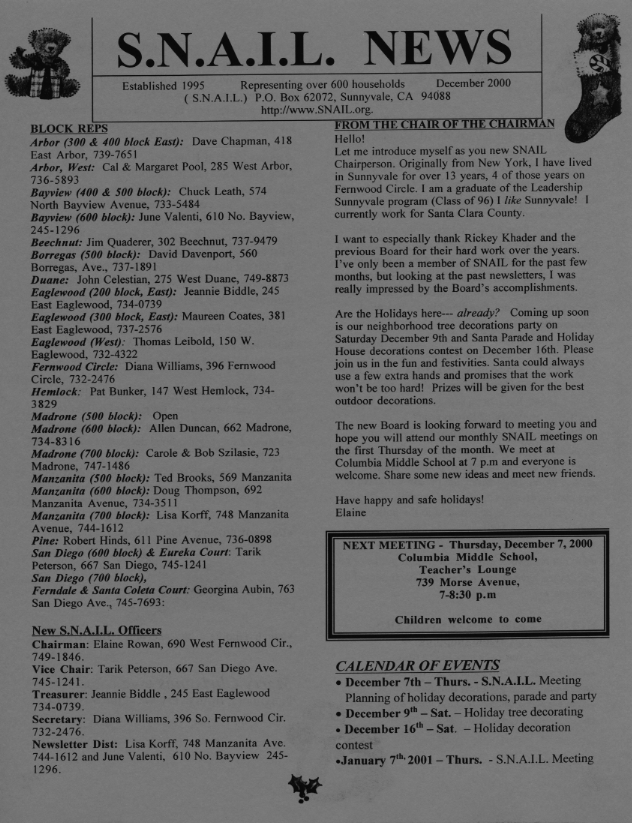 S.N.A.I.L. NEWS
Established 1995 Representing over 600 households December 2000
( S.N.A.I.L.) P.O. Box 62072, Sunnyvale, CA 94088
http://www.SNAIL.org.
BLOCK REPS
Arbor (300 & 400 block East): Dave Chapman, 418
East Arbor, 739-7651
Arbor, West: Cal & Margaret Pool, 285 West Arbor,
736-5893
Bayview (400 & 500 block): Chuck Leath, 574
North Bayview Avenue, 733-5484
Bayview (600 block): June Valenti, 610 No. Bayview,
245-1296
Beechnut: Jim Quaderer, 302 Beechnut, 737-9479
Borregas (500 block): David Davenport, 560
Borregas, Ave., 737-1891
Duane: John Celestian, 275 West Duane, 749-8873
Eaglewood (200 block, East): Jeannie Biddle, 245
East Eaglewood, 734-0739
Eaglewood (300 block, East): Maureen Coates, 381
East Eaglewood, 737-2576
Eaglewood (West): Thomas Leibold, 150 W.
Eaglewood, 732-4322
Fernwood Circle: Diana Williams, 396 Fernwood
Circle, 732-2476
Hemlock: Pat Bunker, 147 West Hemlock, 734-
3829
Madrone (500 block): Open
Madrone (600 block): Allen Duncan, 662 Madrone,
734-8316
Madrone (700 block): Carole & Bob Szilasie, 723
Madrone, 747-1486
Manzanita (500 block): Ted Brooks, 569 Manzanita
Manzanita (600 block): Doug Thompson, 692
Manzanita Avenue, 734-3511
Manzanita (700 block): Lisa Korff, 748 Manzanita
Avenue, 744-1612
Pine: Robert Hinds, 611 Pine Avenue, 736-0898
San Diego (600 block) & Eureka Court: Tarik
Peterson, 667 San Diego, 745-1241
San Diego (700 block),
Ferndale & Santa Coleta Court: Georgina Aubin, 763
San Diego Ave., 745-7693:
New S.N.A.I.L. Officers
Chairman: Elaine Rowan, 690 West Fernwood Cir.,
749-1846.
Vice Chair: Tarik Peterson, 667 San Diego Ave.
745-1241.
Treasurer: Jeannie Biddle , 245 East Eaglewood
734-0739.
Secretary: Diana Williams, 396 So. Fernwood Cir.
732-2476.
Newsletter Dist: Lisa Korff, 748 Manzanita Ave.
744-1612 and June Valenti, 610 No. Bayview 245-
1296.
FROM THE CHAIR OF THE CHAIRMAN
Hello!
Let me introduce myself as you new SNAIL
Chairperson. Originally from New York, I have lived
in Sunnyvale for over 13 years, 4 of those years on
Fernwood Circle. I am a graduate of the Leadership
Sunnyvale program (Class of 96) I like Sunnyvale! I
currently work for Santa Clara County.
I want to especially thank Rickey Khader and the
previous Board for their hard work over the years.
I've only been a member of SNAIL for the past few
months, but looking at the past newsletters, I was
really impressed by the Board's accomplishments.
Are the Holidays here--- already? Coming up soon
is our neighborhood tree decorations party on
Saturday December 9th and Santa Parade and Holiday
House decorations contest on December 16th. Please
join us in the fun and festivities. Santa could always
use a few extra hands and promises that the work
won't be too hard! Prizes will be given for the best
outdoor decorations.
The new Board is looking forward to meeting you and
hope you will attend our monthly SNAIL meetings on
the first Thursday of the month. We meet at
Columbia Middle School at 7 p.m and everyone is
welcome. Share some new ideas and meet new friends.
Have happy and safe holidays!
Elaine
NEXT MEETING - Thursday, December 7, 2000
Columbia Middle School,
Teacher's Lounge
739 Morse Avenue,
7-8:30 p.m
Children welcome to come
CALENDAR OF EVENTS
• December 7th – Thurs. - S.N.A.I.L. Meeting
Planning of holiday decorations, parade and party
• December 9th – Sat. – Holiday tree decorating
• December 16th – Sat. – Holiday decoration
contest
•January 7th, 2001 – Thurs. - S.N.A.I.L. Meeting